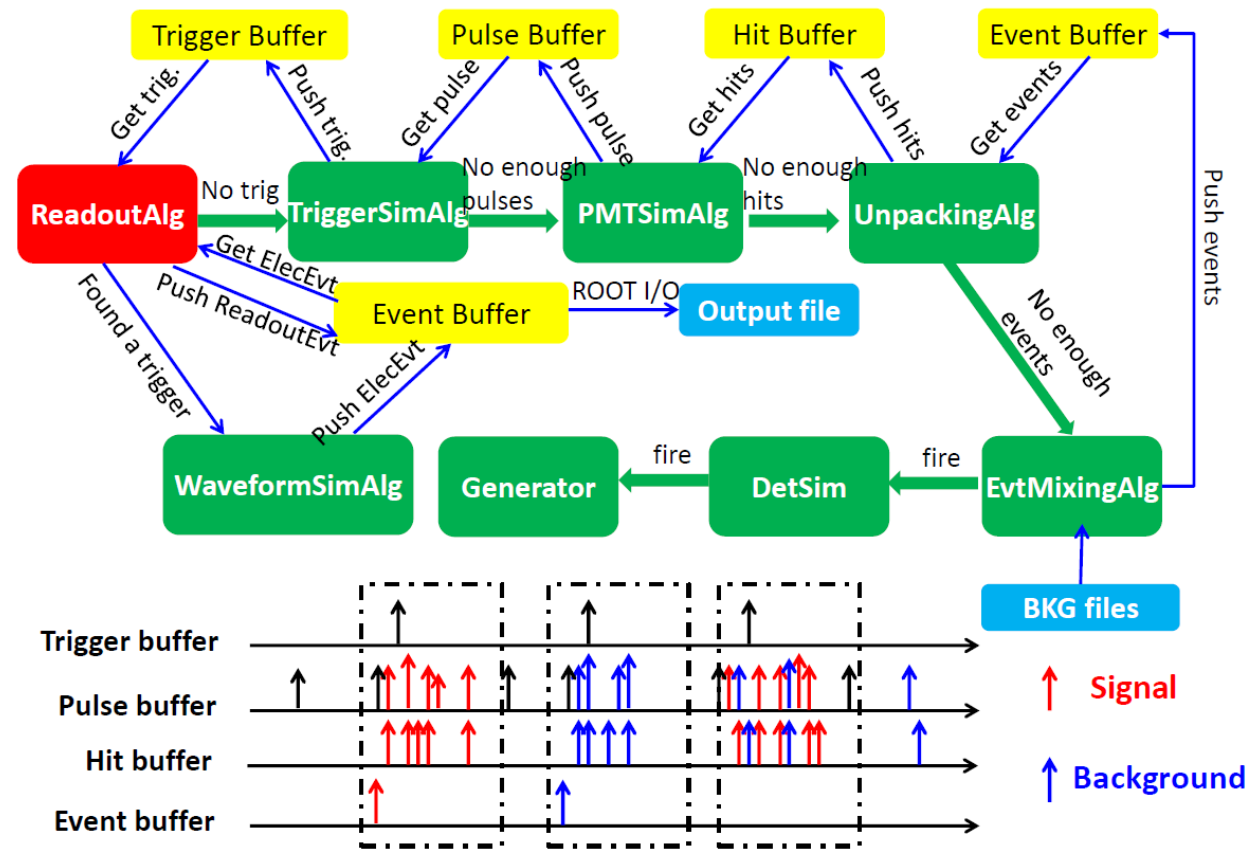 Trigger Buffer
Pulse Buffer
Hit Buffer
Event Buffer
Get trig.
Push trig.
Get pulse
Push pulse
Get hits
Push hits
Get events
Push events
ReadoutAlg
No trig
TriggerSimAlg
No enough
pulses
PMTSimAlg
No enough
hits
UnpackingAlg
Get ElecEvt
Push ReadoutEvt
Found a trigger
Event Buffer
ROOT I/O
Output file
No enough
events
Push ElecEvt
WaveformSimAlg
Generator
fire
DetSim
fire
EvtMixingAlg
BKG files
Trigger buffer
Pulse buffer
Hit buffer
Event buffer
Signal
Background